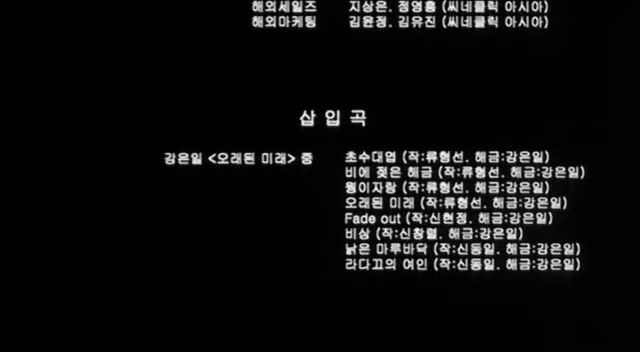 해외세일즈 지상은, 정영홍 (씨네클릭 아시아)
해외마케팅 김윤정, 김유진 (씨네클릭 아시아)
삽 입 곡
강은일 <오래된 미래> 중 초수대엽 (작:류형선, 해금:강은일)
비에 젖은 해금 (작:류형선, 해금:강은일)
웡이자랑 (작:류형선, 해금:강은일)
오래된 미래 (작:류형선, 해금:강은일)
Fade out (작:신현정, 해금:강은일)
비상 (작:신창렬, 해금:강은일)
낡은 마루바닥 (작:신동일, 해금:강은일)
라다끄의 여인 (작:신동일, 해금:강은일)